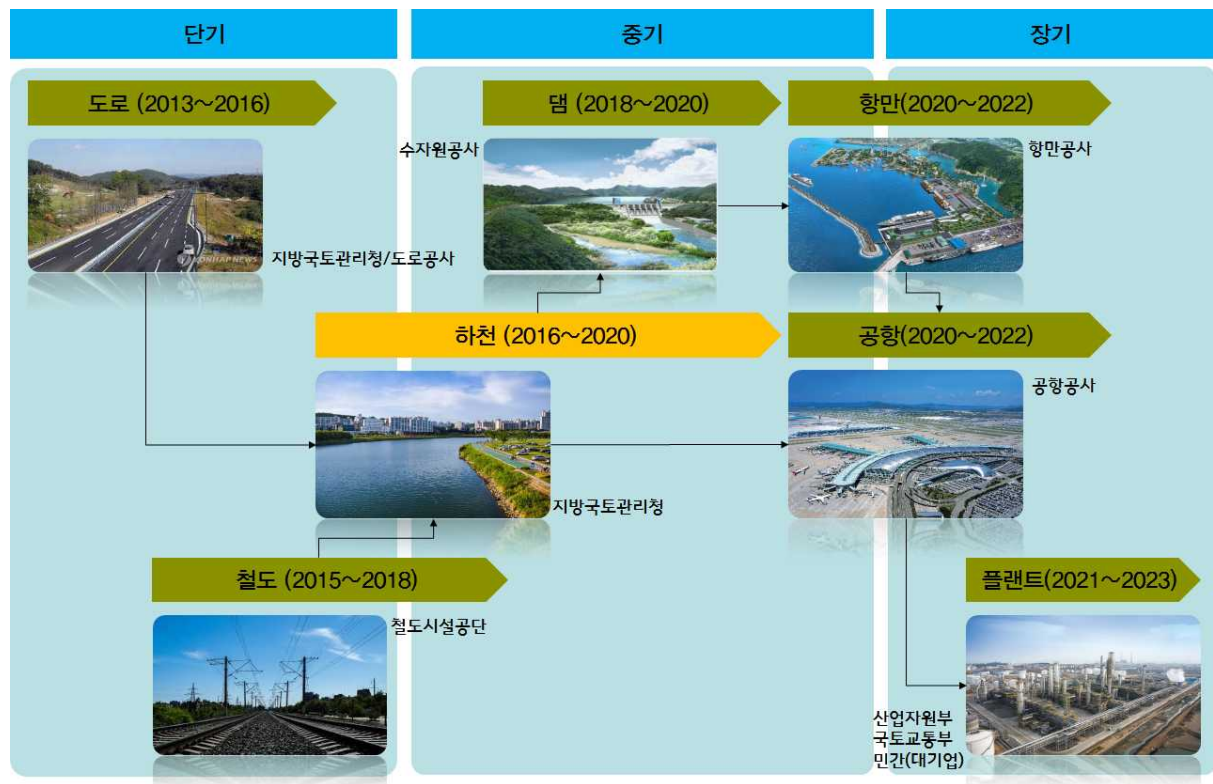 단기
중기
장기
도로 (2013~2016)
댐 (2018~2020)
항만(2020~2022)
수자원공사
항만공사
지방국토관리청/도로공사
YONHAP NEWS
하천 (2016~2020)
공항(2020~2022)
공항공사
지방국토관리청
철도 (2015~2018)
플랜트(2021~2023)
철도시설공단
산업자원부
국토교통부
민간(대기업)